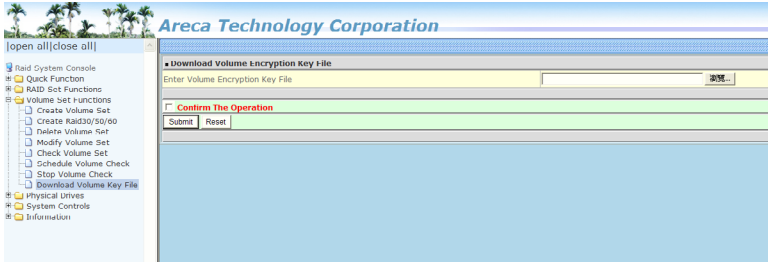 Areca Technology Corporation
|open all|close all|
Raid System Console
Quick Function
RAID Set Functions
Volume Set Functions
Create Volume Set
Create Raid30/50/60
Delete Volume Set
Modify Volume Set
Check Volume Set
Schedule Volume Check
Stop Volume Check
Download Volume Key File
Physical Drives
System Controls
Information
Download Volume Encryption Key File
Enter Volume Encryption Key File
瀏覽...
Confirm The Operation
Submit Reset